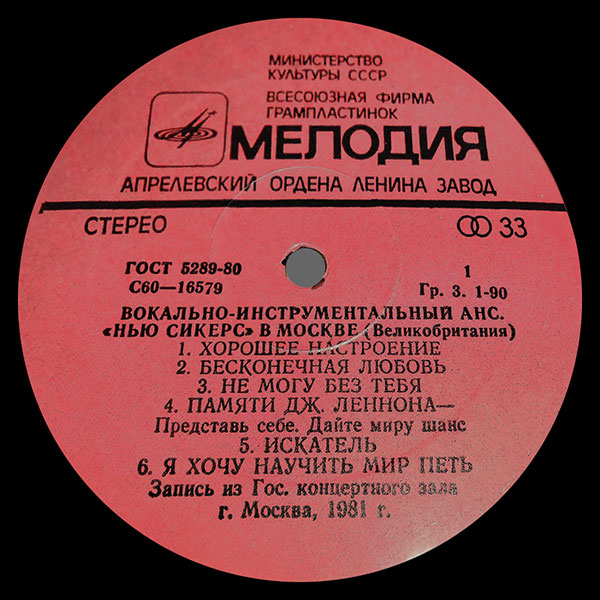 МИНИСТЕРСТВО
КУЛЬТУРЫ СССР
ВСЕСОЮЗНАЯ ФИРМА
ГРАМПЛАСТИНОК
МЕЛОДИЯ
АПРЕЛЕВСКИЙ ОРДЕНА ЛЕНИНА ЗАВОД
СТЕРЕО 33
ГОСТ 5289-80 1
С60—16579 Гр. 3. 1-90
ВОКАЛЬНО-ИНСТРУМЕНТАЛЬНЫЙ АНС.
«НЬЮ СИКЕРС» В МОСКВЕ (Великобритания)
1. ХОРОШЕЕ НАСТРОЕНИЕ
2. БЕСКОНЕЧНАЯ ЛЮБОВЬ
3. НЕ МОГУ БЕЗ ТЕБЯ
4. ПАМЯТИ ДЖ. ЛЕННОНА—
Представь себе. Дайте миру шанс
5. ИСКАТЕЛЬ
6. Я ХОЧУ НАУЧИТЬ МИР ПЕТЬ
Запись из Гос. концертного зала
г. Москва, 1981 г.